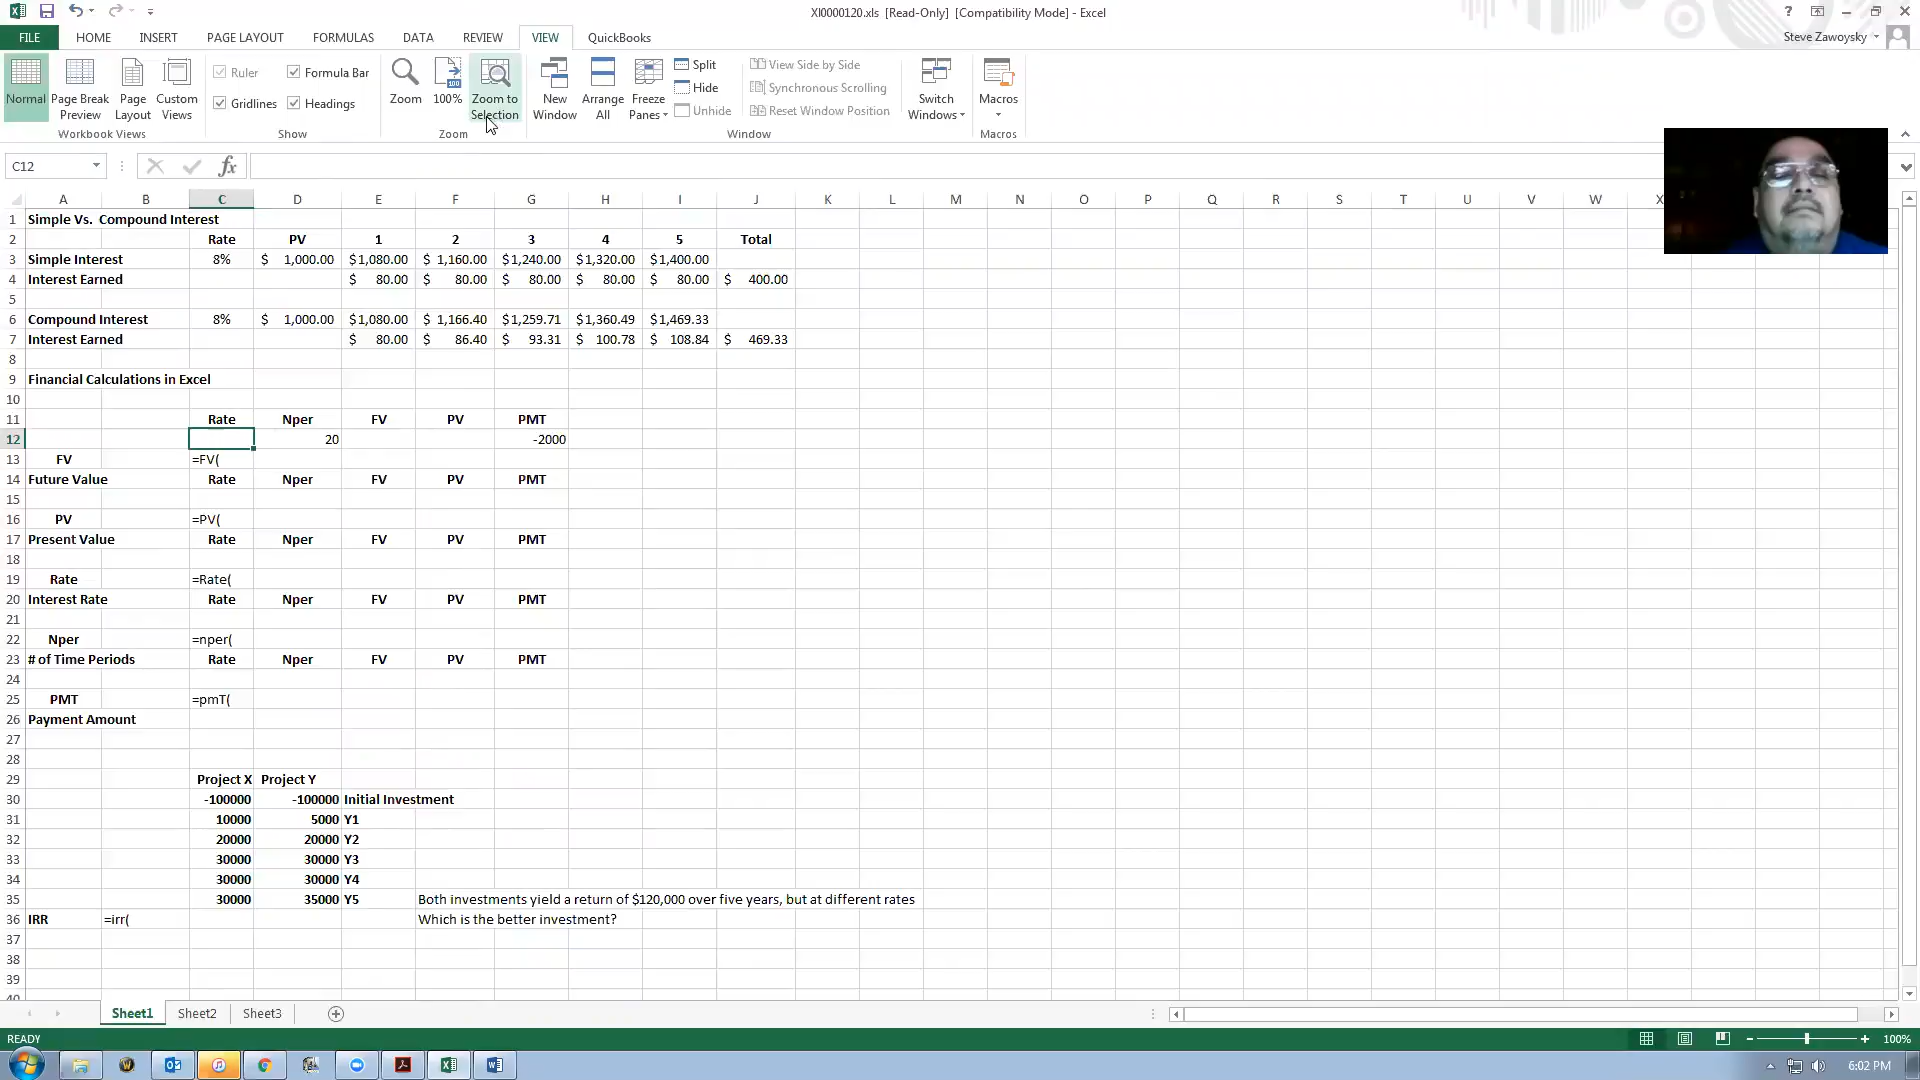 XI0000120.xls [Read-Only] [Compatibility Mode] - Excel
FILE HOME INSERT PAGE LAYOUT FORMULAS DATA REVIEW VIEW QuickBooks Steve Zawoysky
Normal Page Break Preview Page Layout Custom Views Ruler Formula Bar Gridlines Headings Zoom 100% Zoom to Selection New Window Arrange All Freeze Panes Split Hide Unhide View Side by Side Synchronous Scrolling Reset Window Position Switch Windows Macros
Workbook Views Show Zoom Window Macros
C12 fx
A B C D E F G H I J K L M N O P Q R S T U V W X
1 Simple Vs. Compound Interest
2 Rate PV 1 2 3 4 5 Total
3 Simple Interest 8% $ 1,000.00 $1,080.00 $ 1,160.00 $1,240.00 $1,320.00 $1,400.00
4 Interest Earned $ 80.00 $ 80.00 $ 80.00 $ 80.00 $ 80.00 $ 400.00
5
6 Compound Interest 8% $ 1,000.00 $1,080.00 $ 1,166.40 $1,259.71 $1,360.49 $1,469.33
7 Interest Earned $ 80.00 $ 86.40 $ 93.31 $ 100.78 $ 108.84 $ 469.33
8
9 Financial Calculations in Excel
10
11 Rate Nper FV PV PMT
12 20 -2000
13 FV =FV(
14 Future Value Rate Nper FV PV PMT
15
16 PV =PV(
17 Present Value Rate Nper FV PV PMT
18
19 Rate =Rate(
20 Interest Rate Rate Nper FV PV PMT
21
22 Nper =nper(
23 # of Time Periods Rate Nper FV PV PMT
24
25 PMT =pmT(
26 Payment Amount
27
28
29 Project X Project Y
30 -100000 -100000 Initial Investment
31 10000 5000 Y1
32 20000 20000 Y2
33 30000 30000 Y3
34 30000 30000 Y4
35 30000 35000 Y5 Both investments yield a return of $120,000 over five years, but at different rates
36 IRR =irr( Which is the better investment?
37
38
39
40
Sheet1 Sheet2 Sheet3
READY 100%
6:02 PM